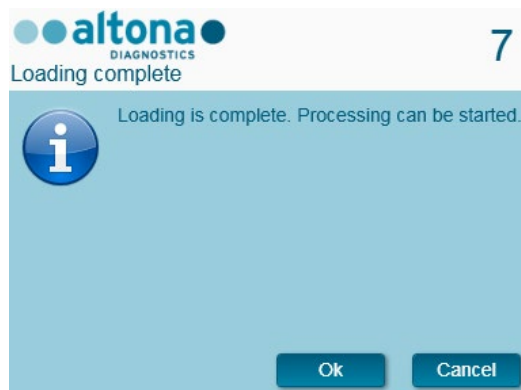 altona
DIAGNOSTICS
7
Loading complete
Loading is complete. Processing can be started.
Ok
Cancel